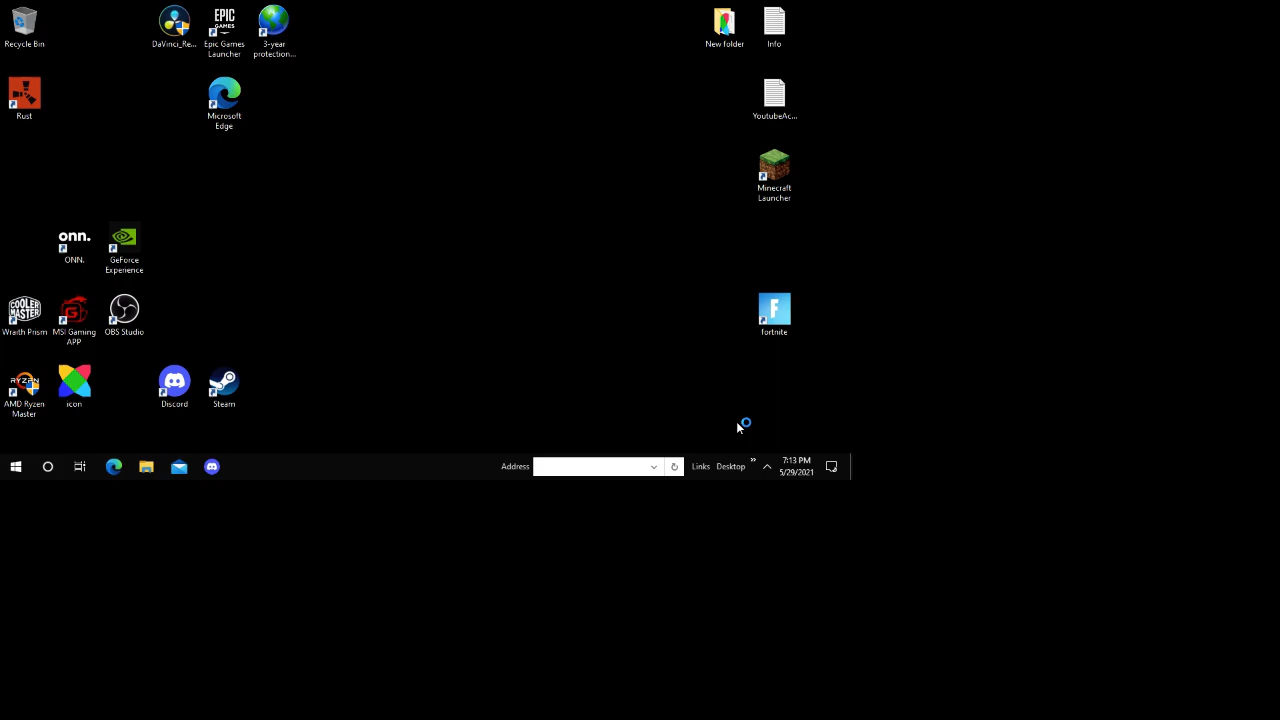 Recycle Bin
DaVinci_Re...
EPIC
GAMES
Epic Games
Launcher
3-year
protection...
New folder
Info
Rust
Microsoft
Edge
YoutubeAc...
Minecraft
Launcher
onn.
ONN.
GeForce
Experience
COOLER
MASTER
Wraith Prism
G
MSI Gaming
APP
OBS Studio
F
fortnite
RYZEN
AMD Ryzen
Master
icon
Discord
Steam
Address
Links
Desktop
»
7:13 PM
5/29/2021